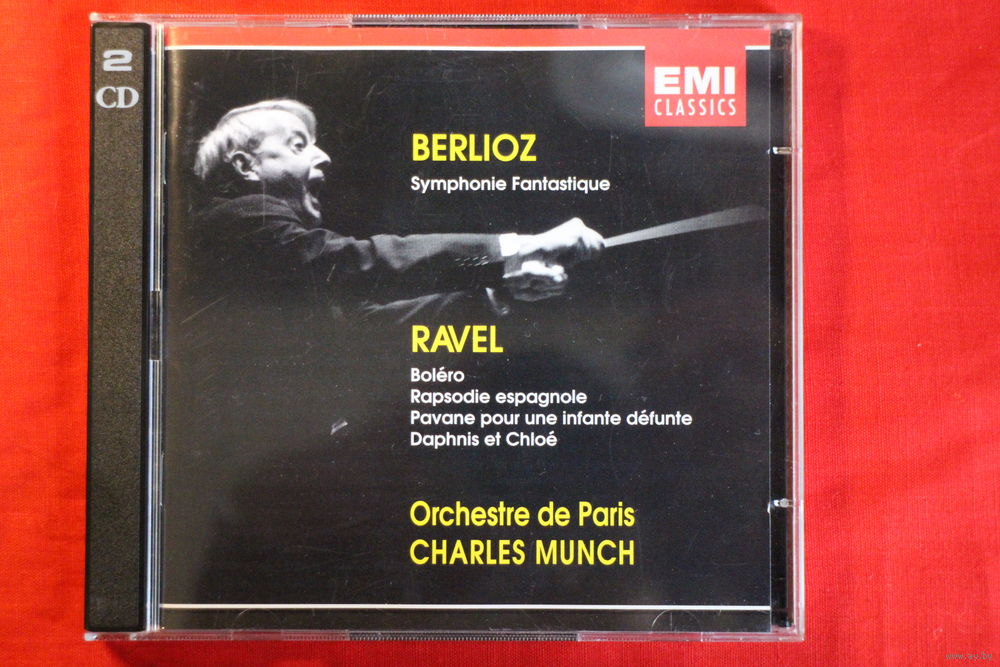 2
CD
EMI
CLASSICS
BERLIOZ
Symphonie Fantastique
RAVEL
Boléro
Rapsodie espagnole
Pavane pour une infante défunte
Daphnis et Chloé
Orchestre de Paris
CHARLES MUNCH